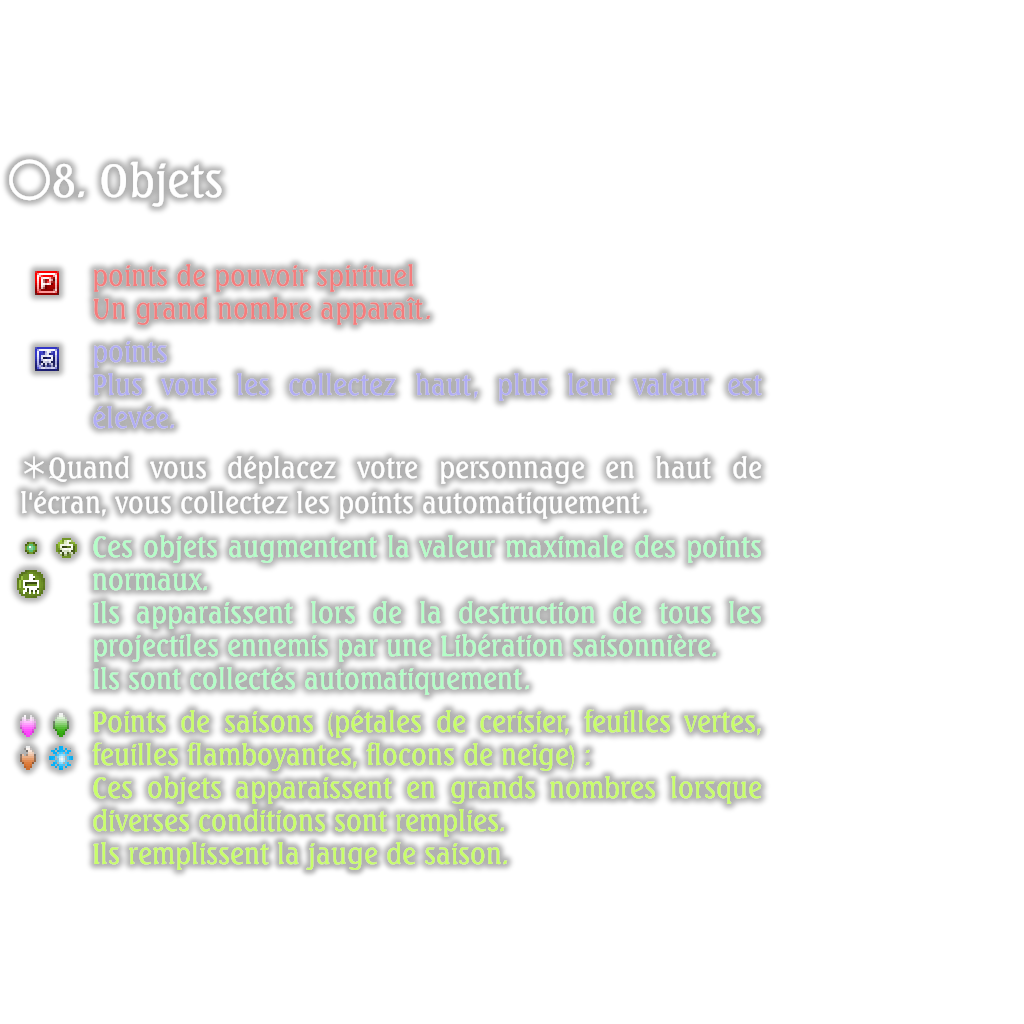 ○8. Objets
P
points de pouvoir spirituel
Un grand nombre apparaît.
points
Plus vous les collectez haut, plus leur valeur est
élevée.
＊Quand vous déplacez votre personnage en haut de
l'écran, vous collectez les points automatiquement.
Ces objets augmentent la valeur maximale des points
normaux.
Ils apparaissent lors de la destruction de tous les
projectiles ennemis par une Libération saisonnière.
Ils sont collectés automatiquement.
Points de saisons (pétales de cerisier, feuilles vertes,
feuilles flamboyantes, flocons de neige) :
Ces objets apparaissent en grands nombres lorsque
diverses conditions sont remplies.
Ils remplissent la jauge de saison.